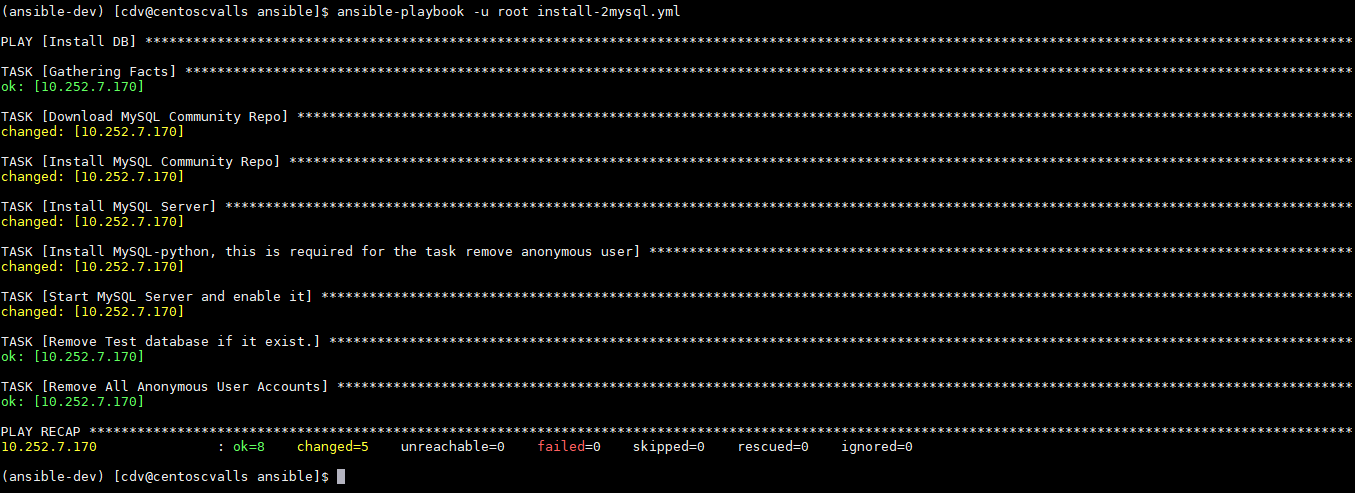 (ansible-dev) [cdv@centoscvalls ansible]$ ansible-playbook -u root install-2mysql.yml
PLAY [Install DB] *******************************************************************************************************************************************************
TASK [Gathering Facts] **************************************************************************************************************************************************
ok: [10.252.7.170]
TASK [Download MySQL Community Repo] ************************************************************************************************************************************
changed: [10.252.7.170]
TASK [Install MySQL Community Repo] *************************************************************************************************************************************
changed: [10.252.7.170]
TASK [Install MySQL Server] *********************************************************************************************************************************************
changed: [10.252.7.170]
TASK [Install MySQL-python, this is required for the task remove anonymous user] ****************************************************************************************
changed: [10.252.7.170]
TASK [Start MySQL Server and enable it] *********************************************************************************************************************************
changed: [10.252.7.170]
TASK [Remove Test database if it exist.] ********************************************************************************************************************************
ok: [10.252.7.170]
TASK [Remove All Anonymous User Accounts] *******************************************************************************************************************************
ok: [10.252.7.170]
PLAY RECAP **************************************************************************************************************************************************************
10.252.7.170               : ok=8    changed=5    unreachable=0    failed=0    skipped=0    rescued=0    ignored=0
(ansible-dev) [cdv@centoscvalls ansible]$